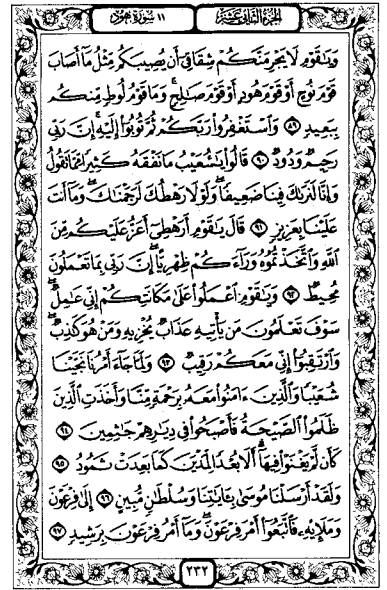 الجزء الثاني عشر
١١ سورة هود
وَيَٰقَوْمِ لَا يَجْرِمَنَّكُمْ شِقَاقِىٓ أَن يُصِيبَكُم مِّثْلُ مَآ أَصَابَ
قَوْمَ نُوحٍ أَوْ قَوْمَ هُودٍ أَوْ قَوْمَ صَٰلِحٍ ۚ وَمَا قَوْمُ لُوطٍ مِّنكُم
بِبَعِيدٍ ٨٩ وَٱسْتَغْفِرُوا۟ رَبَّكُمْ ثُمَّ تُوبُوٓا۟ إِلَيْهِ ۚ إِنَّ رَبِّى
رَحِيمٌ وَدُودٌ ٩٠ قَالُوا۟ يَٰشُعَيْبُ مَا نَفْقَهُ كَثِيرًا مِّمَّا تَقُولُ
وَإِنَّا لَنَرَىٰكَ فِينَا ضَعِيفًا ۖ وَلَوْلَا رَهْطُكَ لَرَجَمْنَٰكَ ۖ وَمَآ أَنتَ
عَلَيْنَا بِعَزِيزٍ ٩١ قَالَ يَٰقَوْمِ أَرَهْطِىٓ أَعَزُّ عَلَيْكُم مِّنَ
ٱللَّهِ وَٱتَّخَذْتُمُوهُ وَرَآءَكُمْ ظِهْرِيًّا ۖ إِنَّ رَبِّى بِمَا تَعْمَلُونَ
مُحِيطٌ ٩٢ وَيَٰقَوْمِ ٱعْمَلُوا۟ عَلَىٰ مَكَانَتِكُمْ إِنِّى عَٰمِلٌ ۖ
سَوْفَ تَعْلَمُونَ مَن يَأْتِيهِ عَذَابٌ يُخْزِيهِ وَمَنْ هُوَ كَٰذِبٌ ۖ
وَٱرْتَقِبُوٓا۟ إِنِّى مَعَكُمْ رَقِيبٌ ٩٣ وَلَمَّا جَآءَ أَمْرُنَا نَجَّيْنَا
شُعَيْبًا وَٱلَّذِينَ ءَامَنُوا۟ مَعَهُۥ بِرَحْمَةٍ مِّنَّا وَأَخَذَتِ ٱلَّذِينَ
ظَلَمُوا۟ ٱلصَّيْحَةُ فَأَصْبَحُوا۟ فِى دِيَٰرِهِمْ جَٰثِمِينَ ٩٤
كَأَن لَّمْ يَغْنَوْا۟ فِيهَآ ۗ أَلَا بُعْدًا لِّمَدْيَنَ كَمَا بَعِدَتْ ثَمُودُ ٩٥
وَلَقَدْ أَرْسَلْنَا مُوسَىٰ بِـَٔايَٰتِنَا وَسُلْطَٰنٍ مُّبِينٍ ٩٦ إِلَىٰ فِرْعَوْنَ
وَمَلَإِي۟هِۦ فَٱتَّبَعُوٓا۟ أَمْرَ فِرْعَوْنَ ۖ وَمَآ أَمْرُ فِرْعَوْنَ بِرَشِيدٍ ٩٧
٢٣٢